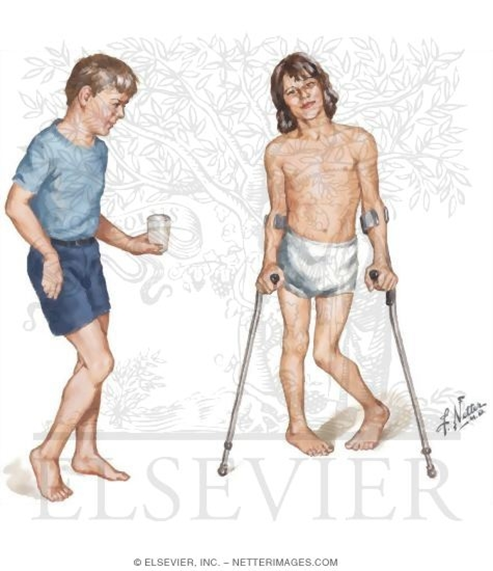 F. Netter
M.D.
ELSEVIER
© ELSEVIER, INC. – NETTERIMAGES.COM